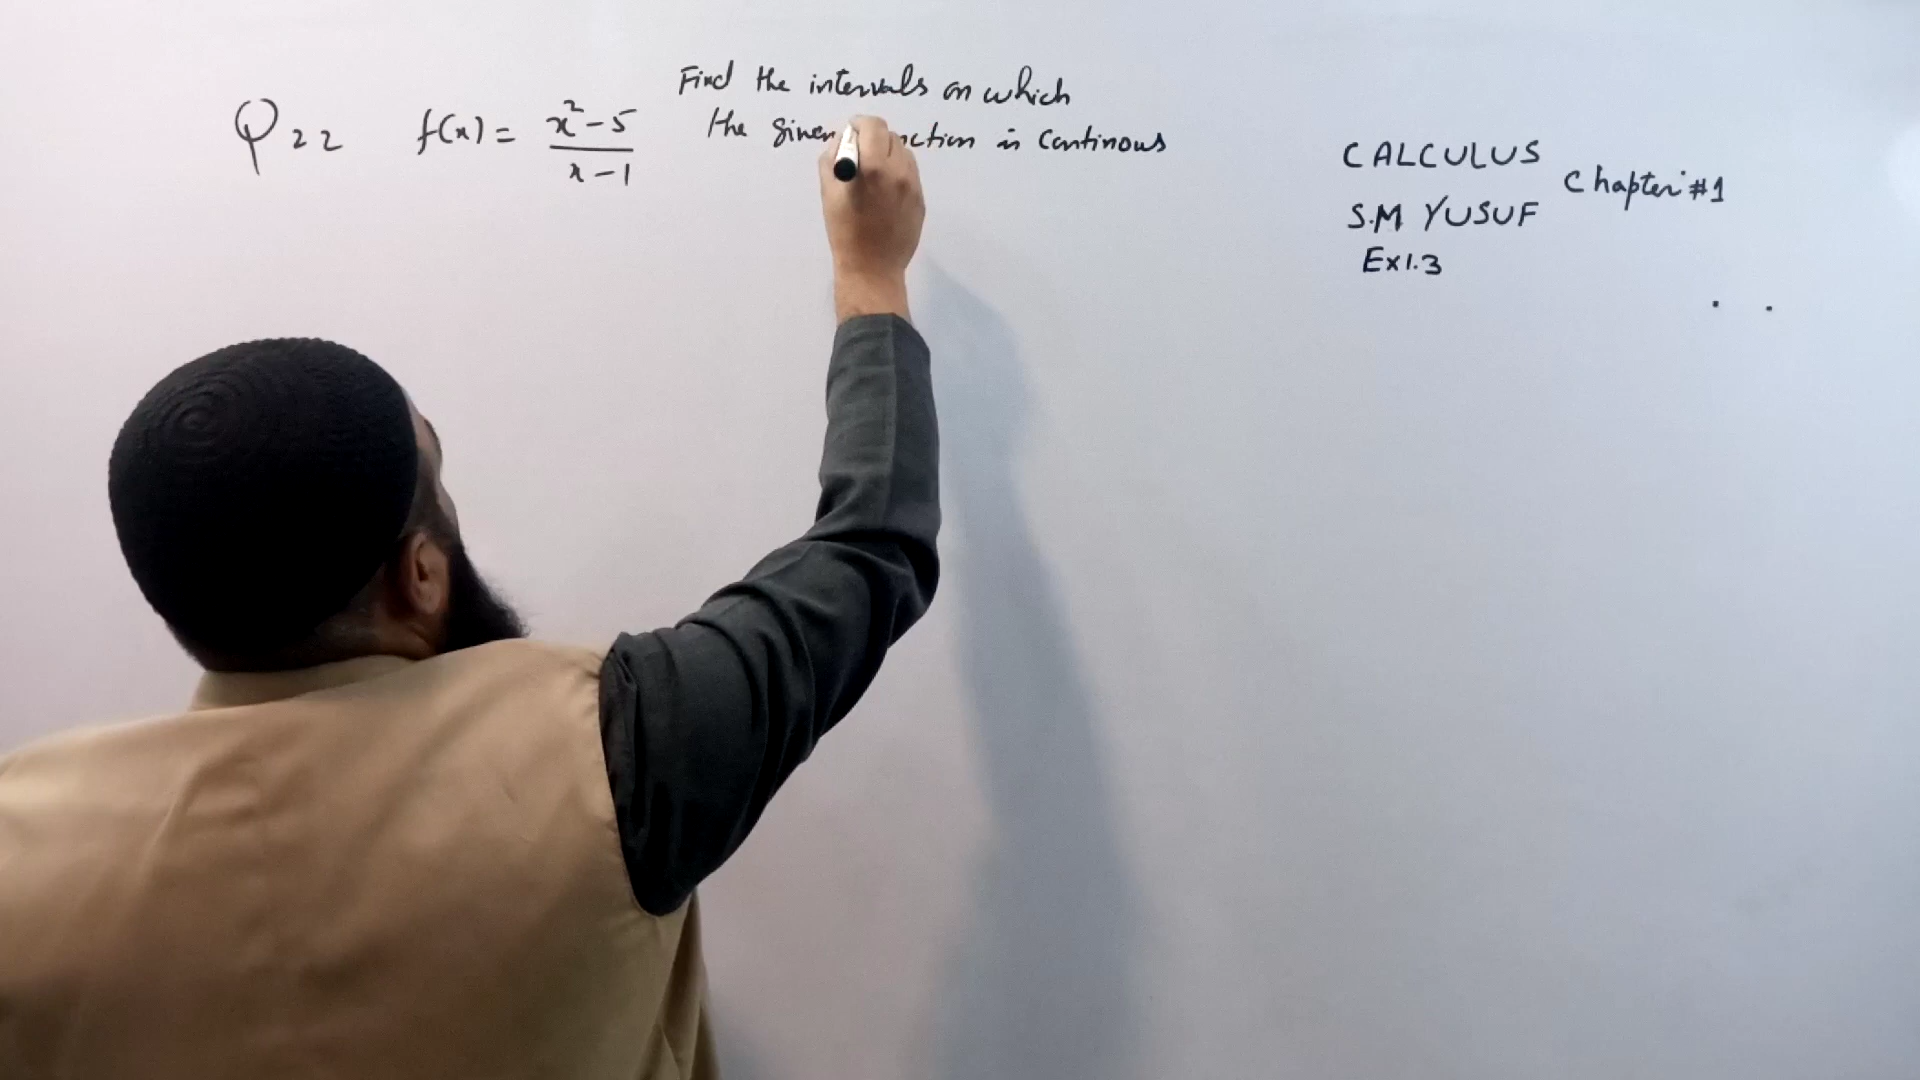 Q22 f(x) = x²-5 / x-1
Find the intervals on which
the given function is continous
CALCULUS
S.M YUSUF
Ex1.3
Chapter #1